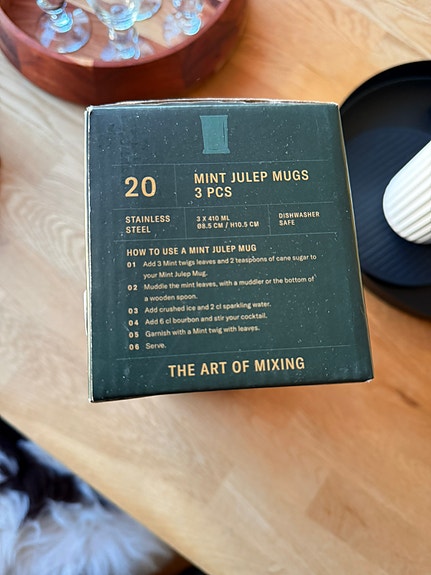 20
MINT JULEP MUGS
3 PCS
STAINLESS
STEEL
3 X 410 ML
Ø8.5 CM / H10.5 CM
DISHWASHER
SAFE
HOW TO USE A MINT JULEP MUG
01 Add 3 Mint twigs leaves and 2 teaspoons of cane sugar to
your Mint Julep Mug.
02 Muddle the mint leaves, with a muddler or the bottom of
a wooden spoon.
03 Add crushed ice and 2 cl sparkling water.
04 Add 6 cl bourbon and stir your cocktail.
05 Garnish with a Mint twig with leaves.
06 Serve.
THE ART OF MIXING